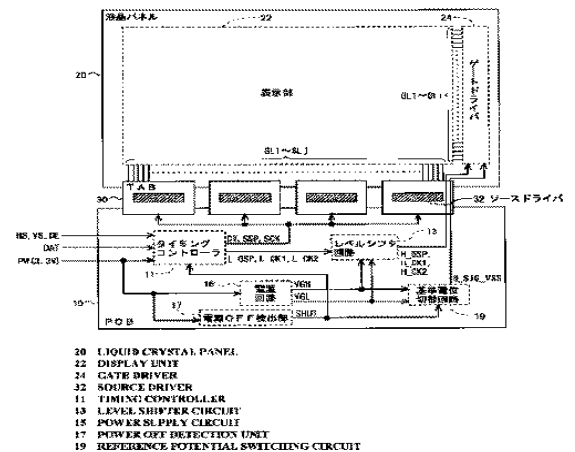 液晶パネル
22
24
20
表示部
GL1~GLi
ゲートドライバ
SL1~SLj
TAB
30
32 ソースドライバ
HS,VS,DE
DAT
PW(3.3V)
タイミング
コントローラ
11
DV,SSP,SCK
L_GSP,L_CK1,L_CK2
レベルシフタ
回路
13
H_GSP,
H_CK1,
H_CK2
H_SIG_VSS
電源
回路
VGH
VGL
基準電位
切替回路
19
10
17
電源OFF検出部
SHUT
PCB
20 LIQUID CRYSTAL PANEL
22 DISPLAY UNIT
24 GATE DRIVER
32 SOURCE DRIVER
11 TIMING CONTROLLER
13 LEVEL SHIFTER CIRCUIT
15 POWER SUPPLY CIRCUIT
17 POWER OFF DETECTION UNIT
19 REFERENCE POTENTIAL SWITCHING CIRCUIT